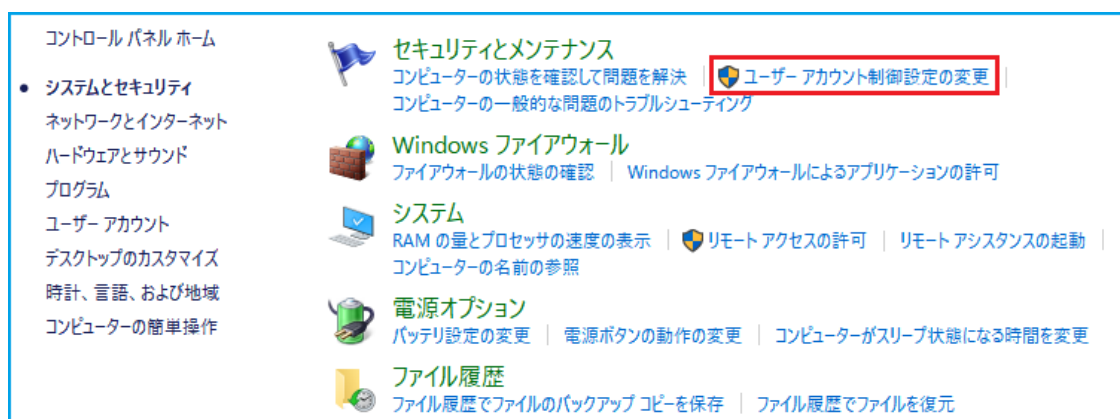 コントロール パネル ホーム
システムとセキュリティ
ネットワークとインターネット
ハードウェアとサウンド
プログラム
ユーザー アカウント
デスクトップのカスタマイズ
時計、言語、および地域
コンピューターの簡単操作
セキュリティとメンテナンス
コンピューターの状態を確認して問題を解決 ユーザー アカウント制御設定の変更
コンピューターの一般的な問題のトラブルシューティング
Windows ファイアウォール
ファイアウォールの状態の確認 Windows ファイアウォールによるアプリケーションの許可
システム
RAM の量とプロセッサの速度の表示 リモート アクセスの許可 リモート アシスタンスの起動
コンピューターの名前の参照
電源オプション
バッテリ設定の変更 電源ボタンの動作の変更 コンピューターがスリープ状態になる時間を変更
ファイル履歴
ファイル履歴でファイルのバックアップ コピーを保存 ファイル履歴でファイルを復元